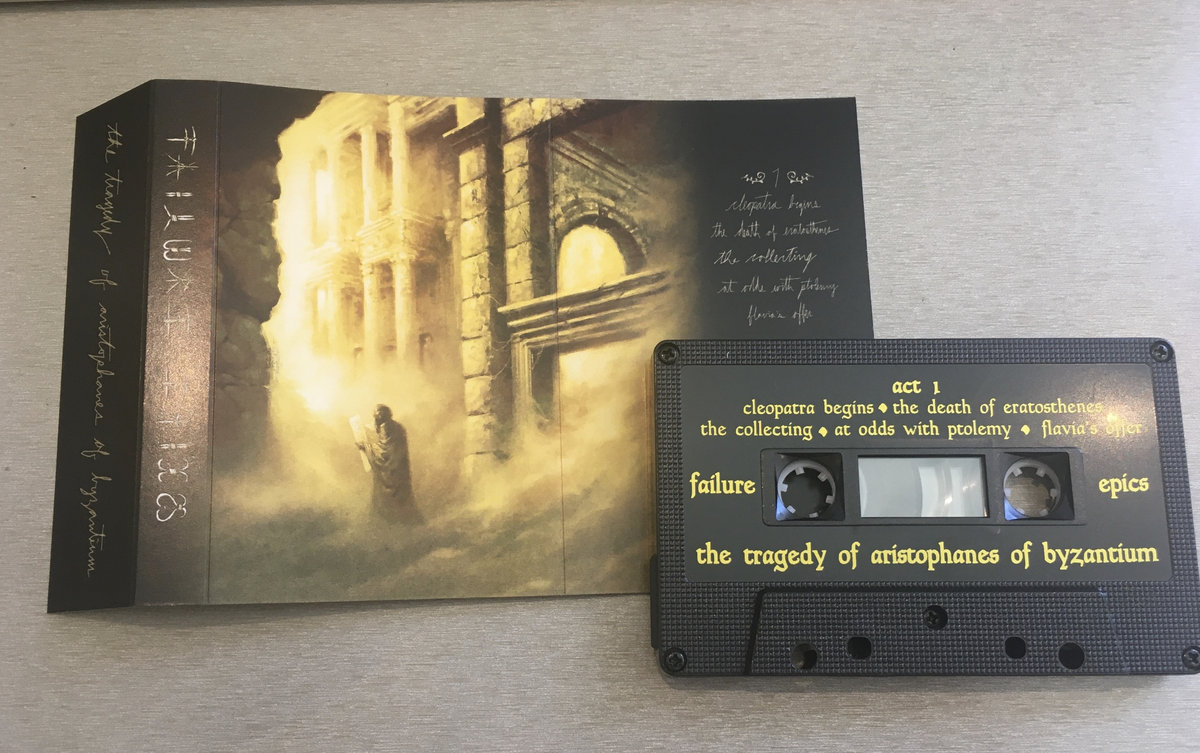 the tragedy of aristophanes of byzantium
1
cleopatra begins
the death of eratosthenes
the collecting
at odds with ptolemy
flavia's offer
act 1
cleopatra begins • the death of eratosthenes
the collecting • at odds with ptolemy • flavia's offer
failure
epics
the tragedy of aristophanes of byzantium